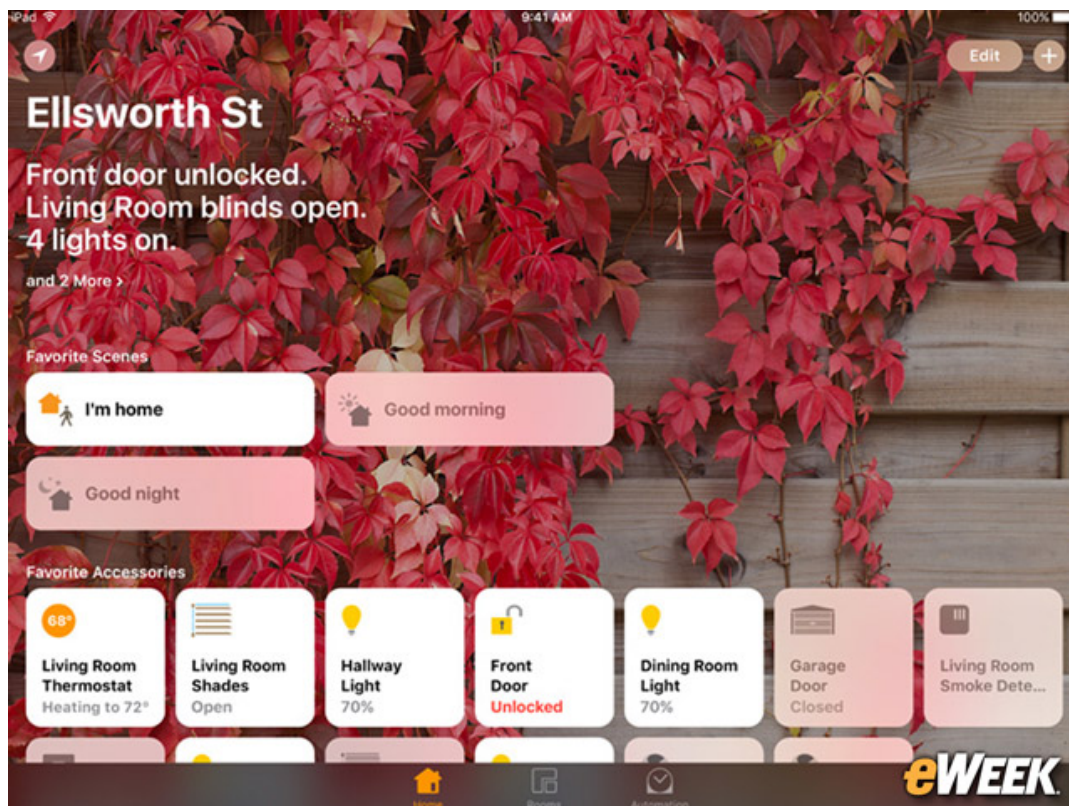 iPad
9:41 AM
100%
Edit
Ellsworth St
Front door unlocked.
Living Room blinds open.
4 lights on.
and 2 More >
Favorite Scenes
I'm home
Good morning
Good night
Favorite Accessories
68°
Living Room
Thermostat
Heating to 72°
Living Room
Shades
Open
Hallway
Light
70%
Front
Door
Unlocked
Dining Room
Light
70%
Garage
Door
Closed
Living Room
Smoke Dete...
Home
Rooms
Automation
eWEEK